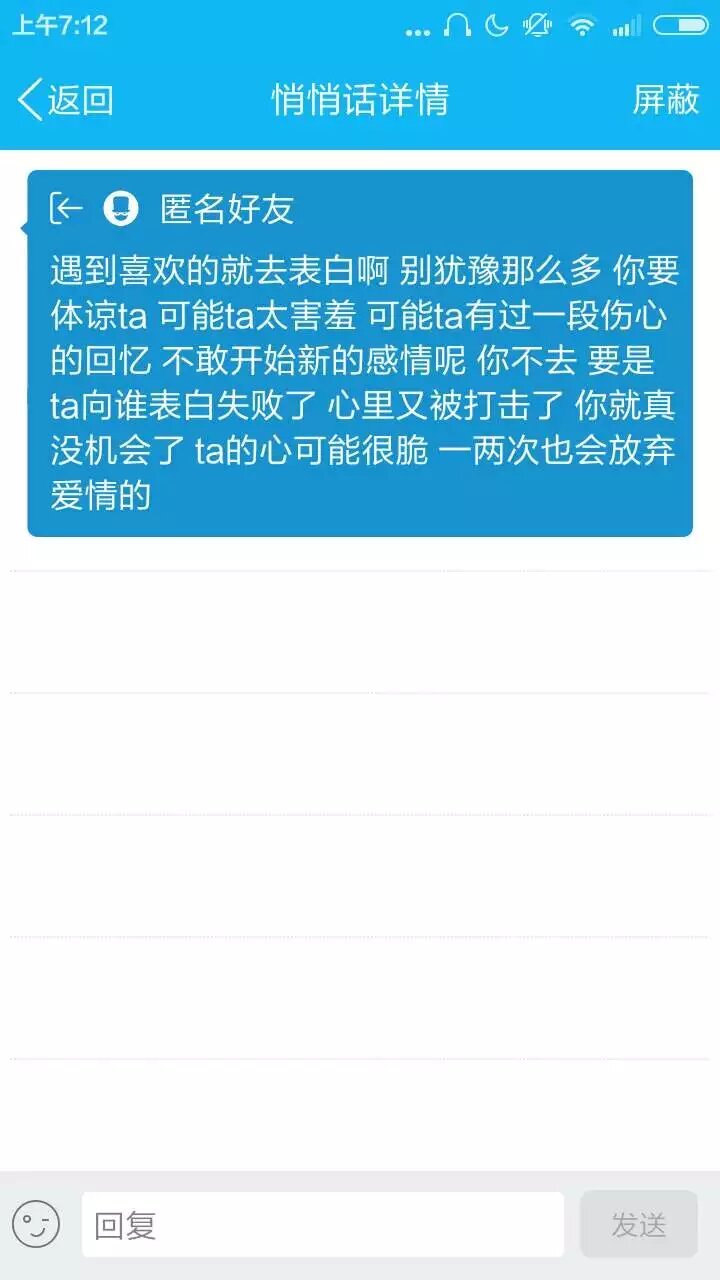 上午7:12
返回
悄悄话详情
屏蔽
匿名好友
遇到喜欢的就去表白啊 别犹豫那么多 你要
体谅ta 可能ta太害羞 可能ta有过一段伤心
的回忆 不敢开始新的感情呢 你不去 要是
ta向谁表白失败了 心里又被打击了 你就真
没机会了 ta的心可能很脆 一两次也会放弃
爱情的
回复
发送